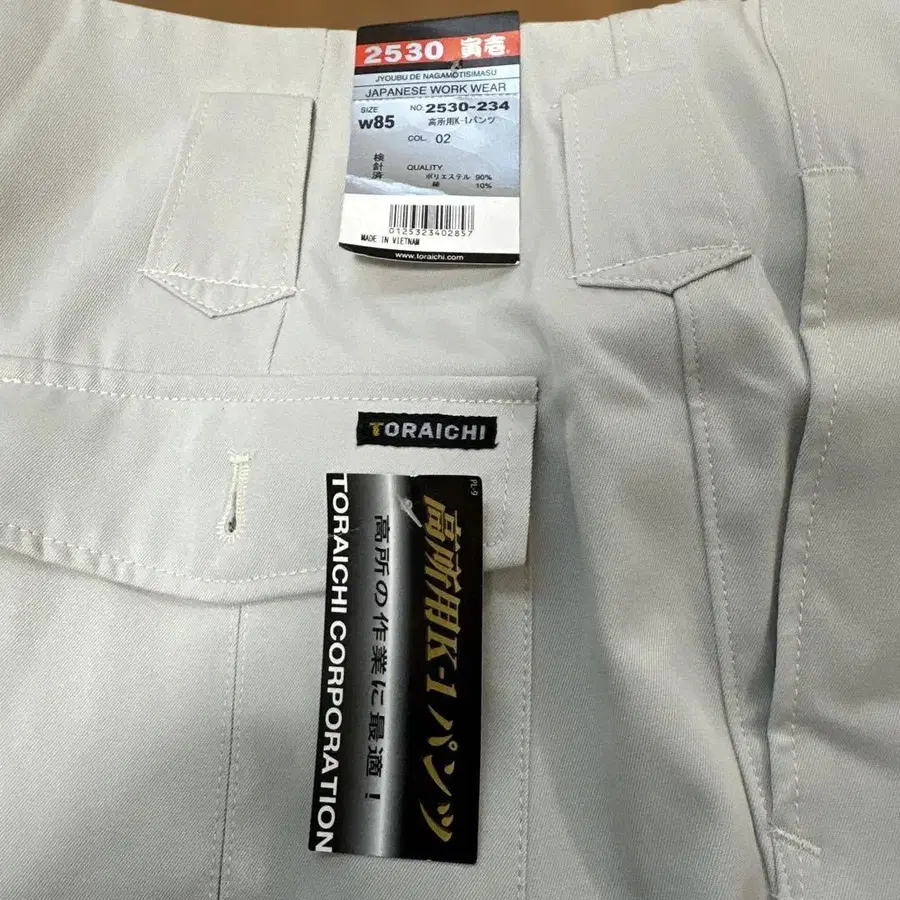 2530 寅壱
JYOUBU DE NAGAMOTISIMASU
JAPANESE WORK WEAR
SIZE NO. 2530-234
w85 高所用K-1パンツ
COL. 02
検針済
QUALITY
ポリエステル 90%
綿 10%
0125323402857
MADE IN VIETNAM
www.toraichi.com
TORAICHI
PL-9
高所用K-1パンツ
高所の作業に最適!
TORAICHI CORPORATION